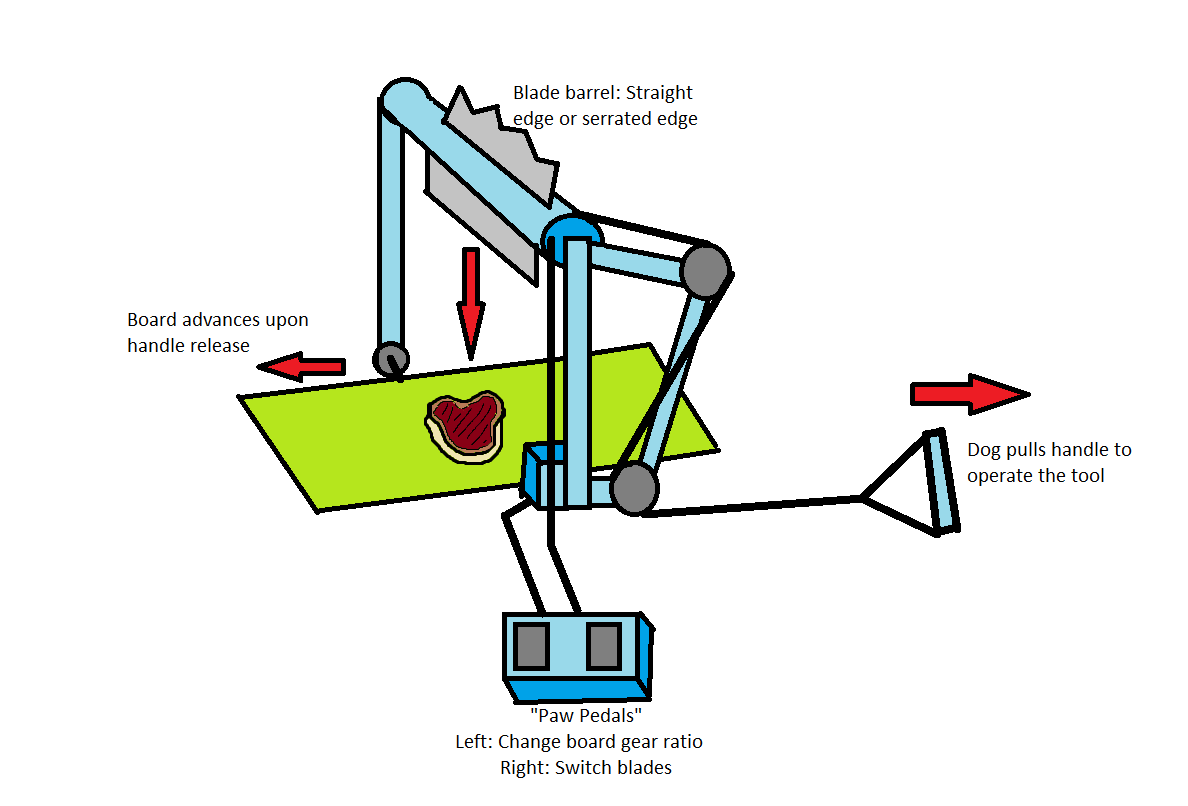 Blade barrel: Straight
edge or serrated edge
Board advances upon
handle release
Dog pulls handle to
operate the tool
"Paw Pedals"
Left: Change board gear ratio
Right: Switch blades